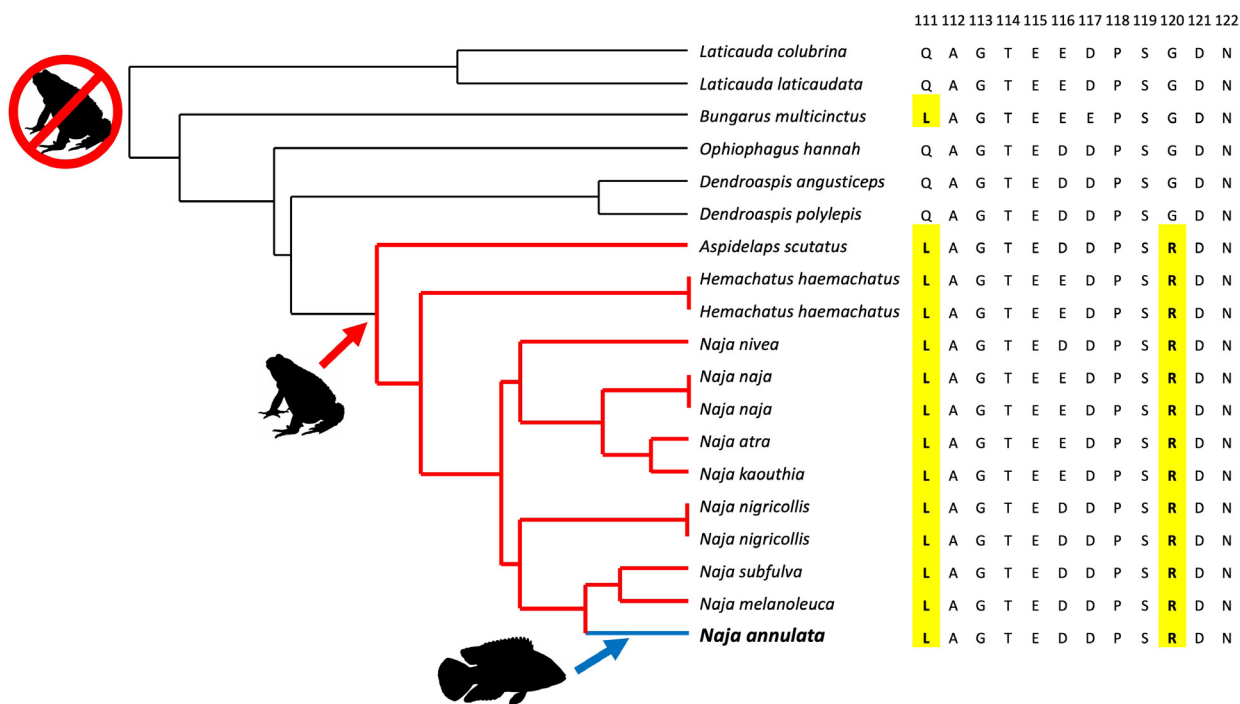 111 112 113 114 115 116 117 118 119 120 121 122
Laticauda colubrina Q A G T E E D P S G D N
Laticauda laticaudata Q A G T E E D P S G D N
Bungarus multicinctus L A G T E E E P S G D N
Ophiophagus hannah Q A G T E D D P S G D N
Dendroaspis angusticeps Q A G T E D D P S G D N
Dendroaspis polylepis Q A G T E D D P S G D N
Aspidelaps scutatus L A G T E D D P S R D N
Hemachatus haemachatus L A G T E E D P S R D N
Hemachatus haemachatus L A G T E E D P S R D N
Naja nivea L A G T E E D P S R D N
Naja naja L A G T E E D P S R D N
Naja naja L A G T E E D P S R D N
Naja atra L A G T E E D P S R D N
Naja kaouthia L A G T E E D P S R D N
Naja nigricollis L A G T E D D P S R D N
Naja nigricollis L A G T E D D P S R D N
Naja subfulva L A G T E D D P S R D N
Naja melanoleuca L A G T E D D P S R D N
Naja annulata L A G T E D D P S R D N